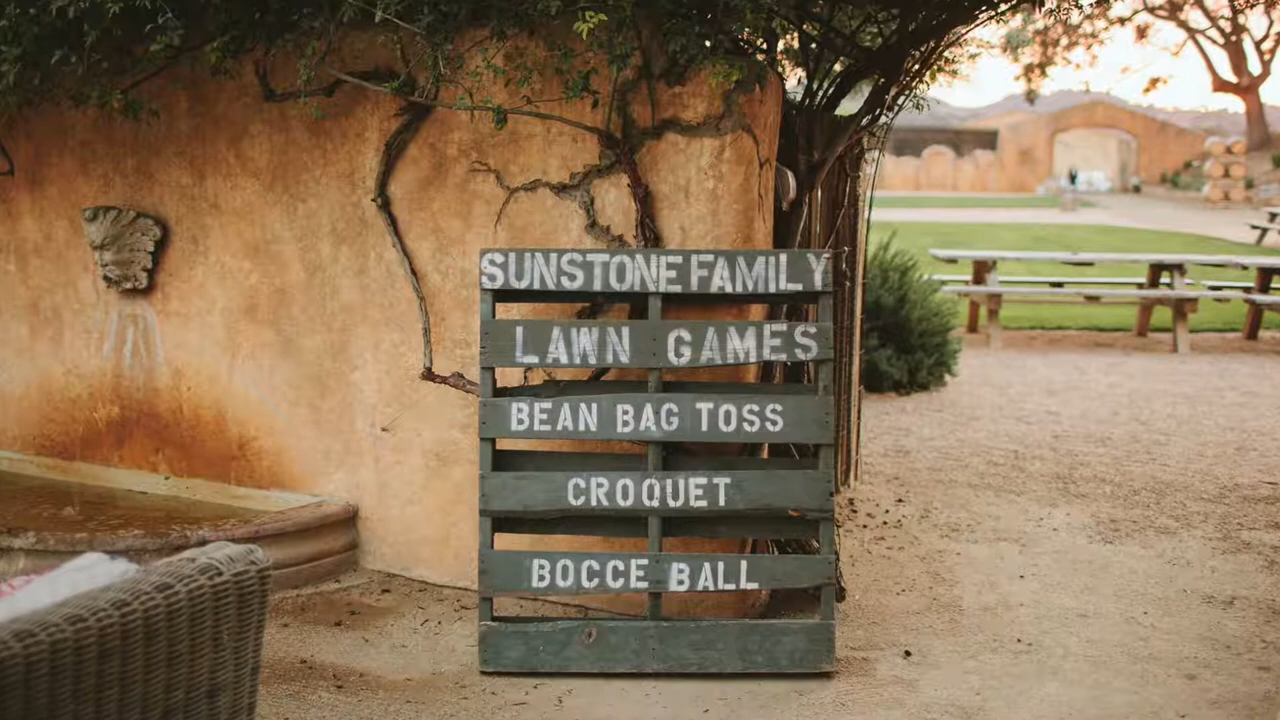 SUNSTONE FAMILY
LAWN GAMES
BEAN BAG TOSS
CROQUET
BOCCE BALL